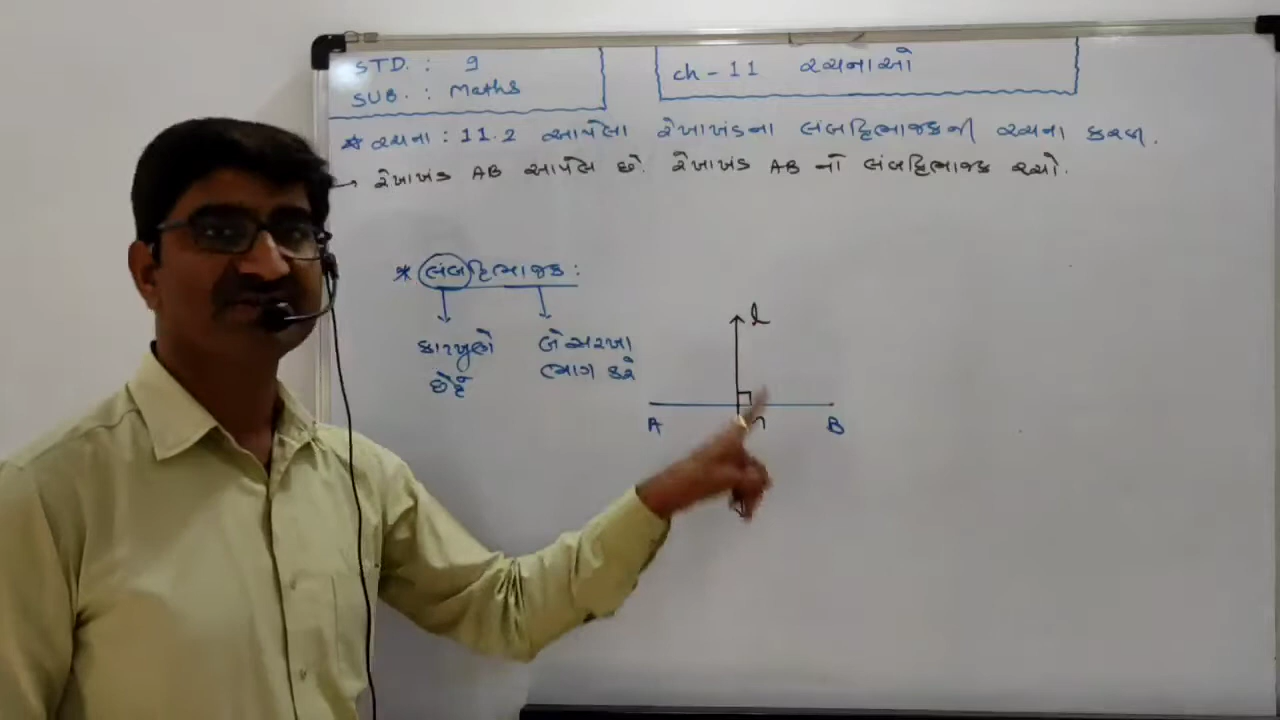 STD. : 9
SUB. : Maths
ch - 11 રચનાઓ
* રચના : 11.2 આપેલા રેખાખંડના લંબદ્વિભાજકની રચના કરવી.
→ રેખાખંડ AB આપેલ છે. રેખાખંડ AB નો લંબદ્વિભાજક રચો.
* લંબદ્વિભાજક :
કાટખૂણો બે સરખા
છેદે ભાગ કરે
l
A B